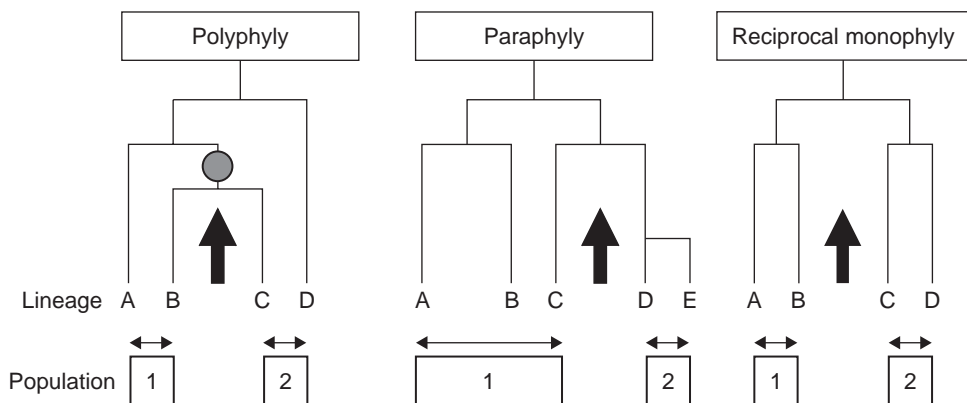 Polyphyly Paraphyly Reciprocal monophyly
Lineage A B C D A B C D E A B C D
Population 1 2 1 2 1 2